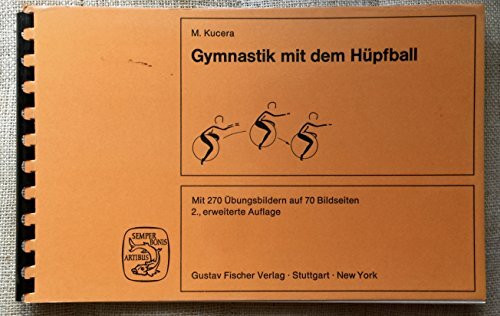 M. Kucera
Gymnastik mit dem Hüpfball
Mit 270 Übungsbildern auf 70 Bildseiten
2., erweiterte Auflage
SEMPER
BONIS
ARTIBUS
Gustav Fischer Verlag · Stuttgart · New York